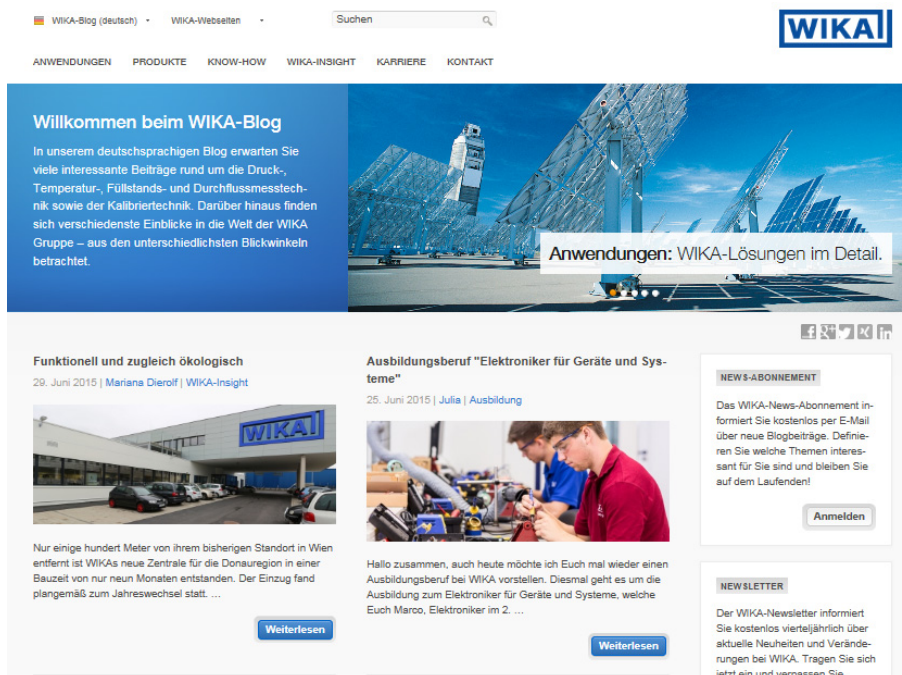 WIKA-Blog (deutsch)
WIKA-Webseiten
Suchen
WIKA
ANWENDUNGEN PRODUKTE KNOW-HOW WIKA-INSIGHT KARRIERE KONTAKT
Willkommen beim WIKA-Blog
In unserem deutschsprachigen Blog erwarten Sie
viele interessante Beiträge rund um die Druck-,
Temperatur-, Füllstands- und Durchflussmesstech-
nik sowie der Kalibriertechnik. Darüber hinaus finden
sich verschiedenste Einblicke in die Welt der WIKA
Gruppe – aus den unterschiedlichsten Blickwinkeln
betrachtet.
Anwendungen: WIKA-Lösungen im Detail.
Funktionell und zugleich ökologisch
29. Juni 2015 | Mariana Dierolf | WIKA-Insight
WIKA
Nur einige hundert Meter von ihrem bisherigen Standort in Wien
entfernt ist WIKAs neue Zentrale für die Donauregion in einer
Bauzeit von nur neun Monaten entstanden. Der Einzug fand
plangemäß zum Jahreswechsel statt. …
Weiterlesen
Ausbildungsberuf "Elektroniker für Geräte und Sys-
teme"
25. Juni 2015 | Julia | Ausbildung
Hallo zusammen, auch heute möchte ich Euch mal wieder einen
Ausbildungsberuf bei WIKA vorstellen. Diesmal geht es um die
Ausbildung zum Elektroniker für Geräte und Systeme, welche
Euch Marco, Elektroniker im 2. …
Weiterlesen
NEWS-ABONNEMENT
Das WIKA-News-Abonnement in-
formiert Sie kostenlos per E-Mail
über neue Blogbeiträge. Definie-
ren Sie welche Themen interes-
sant für Sie sind und bleiben Sie
auf dem Laufenden!
Anmelden
NEWSLETTER
Der WIKA-Newsletter informiert
Sie kostenlos vierteljährlich über
aktuelle Neuheiten und Verände-
rungen bei WIKA. Tragen Sie sich
jetzt ein und verpassen Sie